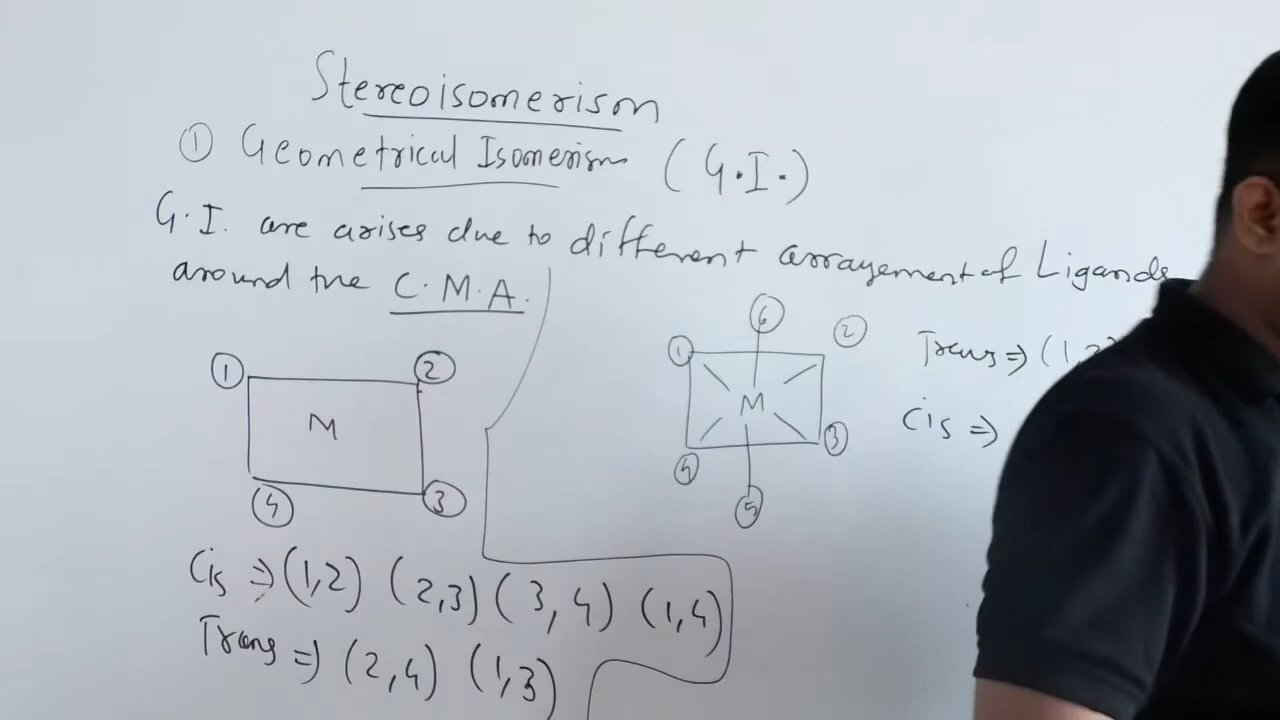 Stereoisomerism
① Geometrical Isomerism (G.I.)
G.I. are arises due to different arrangement of Ligands
around the C.M.A.
① ② M ④ ③
⑥ ① ② M ④ ③ ⑤
Trans ⇒ (1,
Cis ⇒
Cis ⇒ (1,2) (2,3) (3,4) (1,4)
Trans ⇒ (2,4) (1,3)